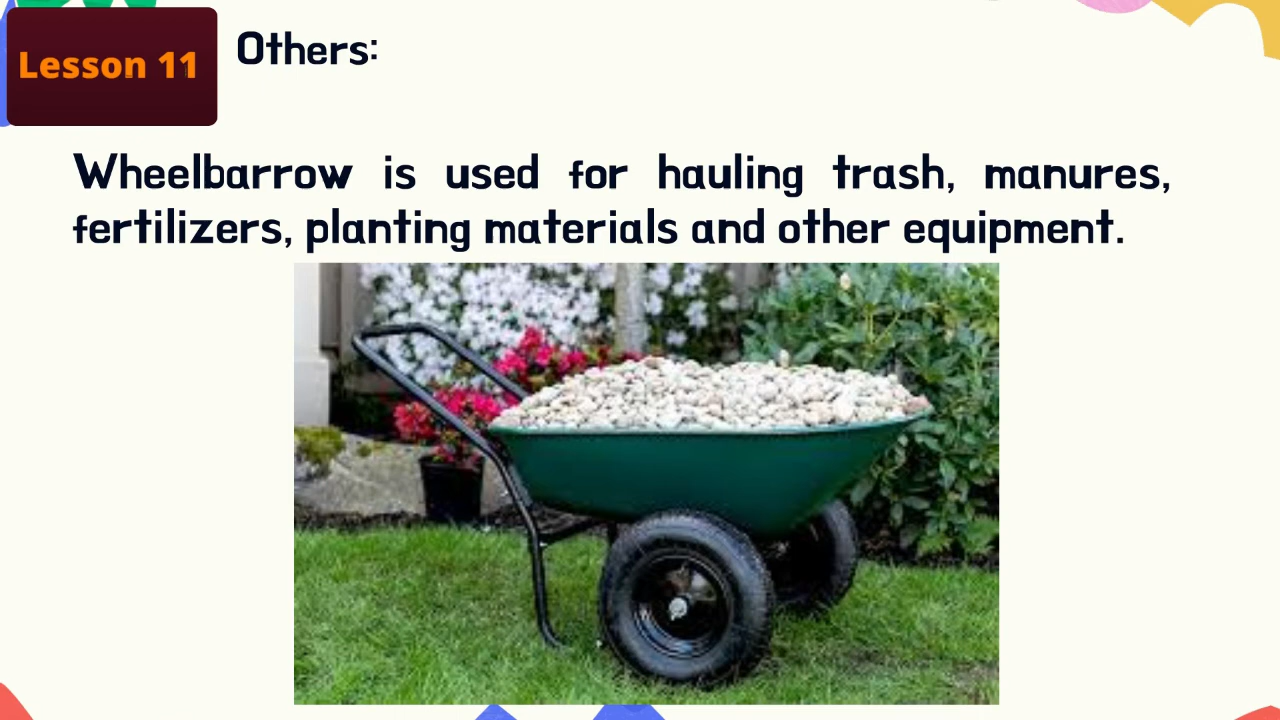 Lesson 11
Others:
Wheelbarrow is used for hauling trash, manures,
fertilizers, planting materials and other equipment.